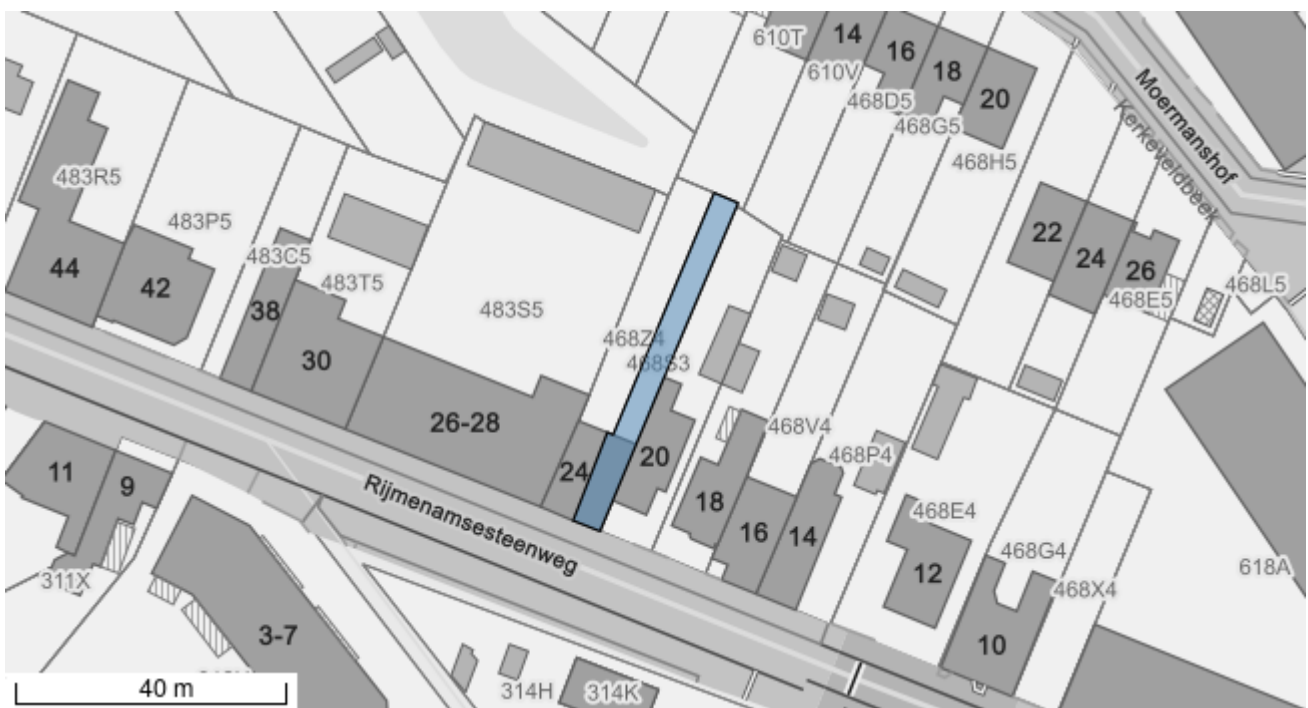 610T
14
610V
16
468D5
18
468G5
20
468H5
Moermanshof
Kerkeveldbeek
483R5
483P5
483C5
483T5
483S5
44
42
38
30
26-28
24
468Z4
468S3
20
22
24
26
468E5
468L5
468V4
468P4
18
16
14
468E4
12
468G4
468X4
10
618A
11
9
311X
Rijmenamsesteenweg
3-7
314H
314K
40 m